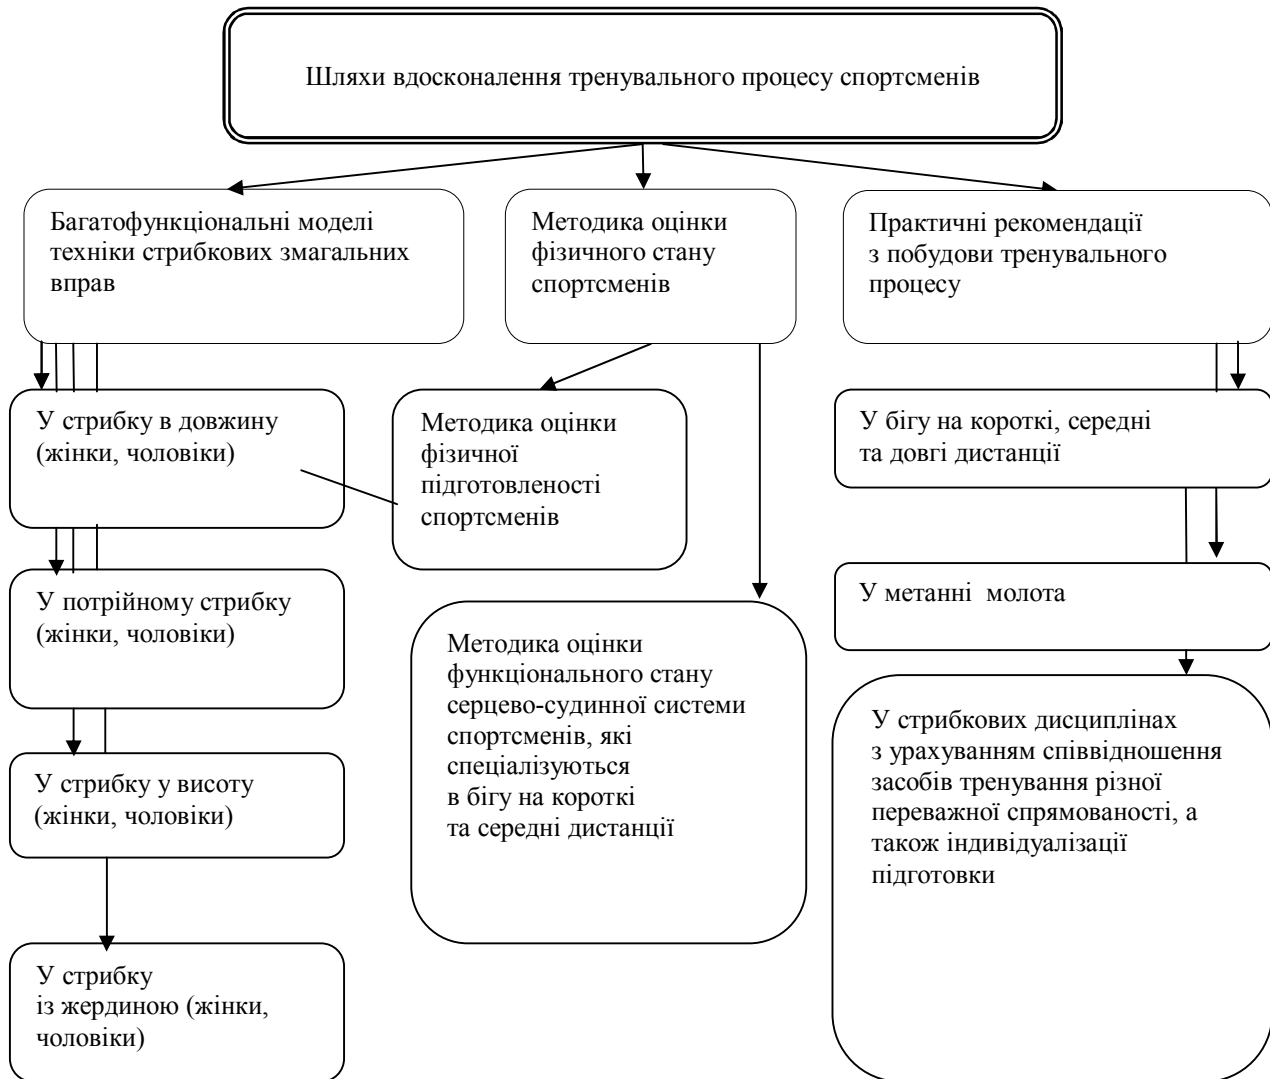 Шляхи вдосконалення тренувального процесу спортсменів
Багатофункціональні моделі
техніки стрибкових змагальних
вправ
Методика оцінки
фізичного стану
спортсменів
Практичні рекомендації
з побудови тренувального
процесу
У стрибку в довжину
(жінки, чоловіки)
У потрійному стрибку
(жінки, чоловіки)
У стрибку у висоту
(жінки, чоловіки)
У стрибку
із жердиною (жінки,
чоловіки)
Методика оцінки
фізичної
підготовленості
спортсменів
Методика оцінки
функціонального стану
серцево-судинної системи
спортсменів, які
спеціалізуються
в бігу на короткі
та середні дистанції
У бігу на короткі, середні
та довгі дистанції
У метанні молота
У стрибкових дисциплінах
з урахуванням співвідношення
засобів тренування різної
переважної спрямованості, а
також індивідуалізації
підготовки